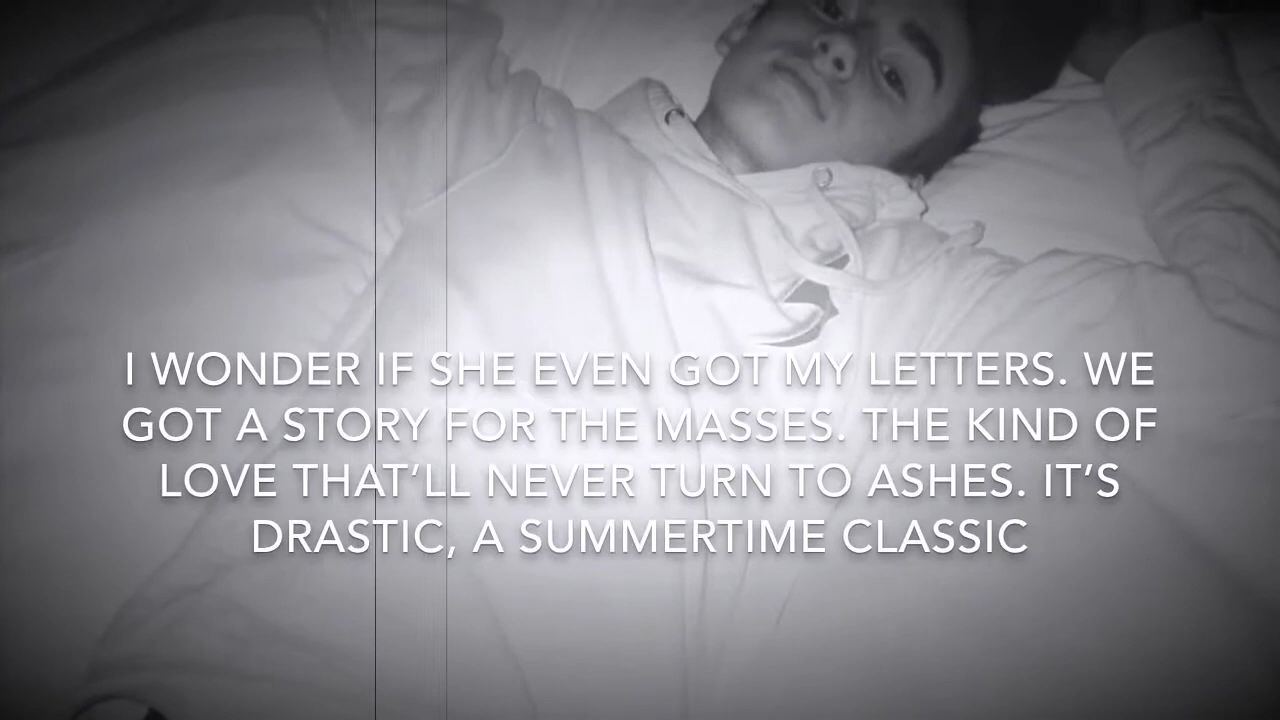 I WONDER IF SHE EVEN GOT MY LETTERS. WE
GOT A STORY FOR THE MASSES. THE KIND OF
LOVE THAT’LL NEVER TURN TO ASHES. IT’S
DRASTIC, A SUMMERTIME CLASSIC